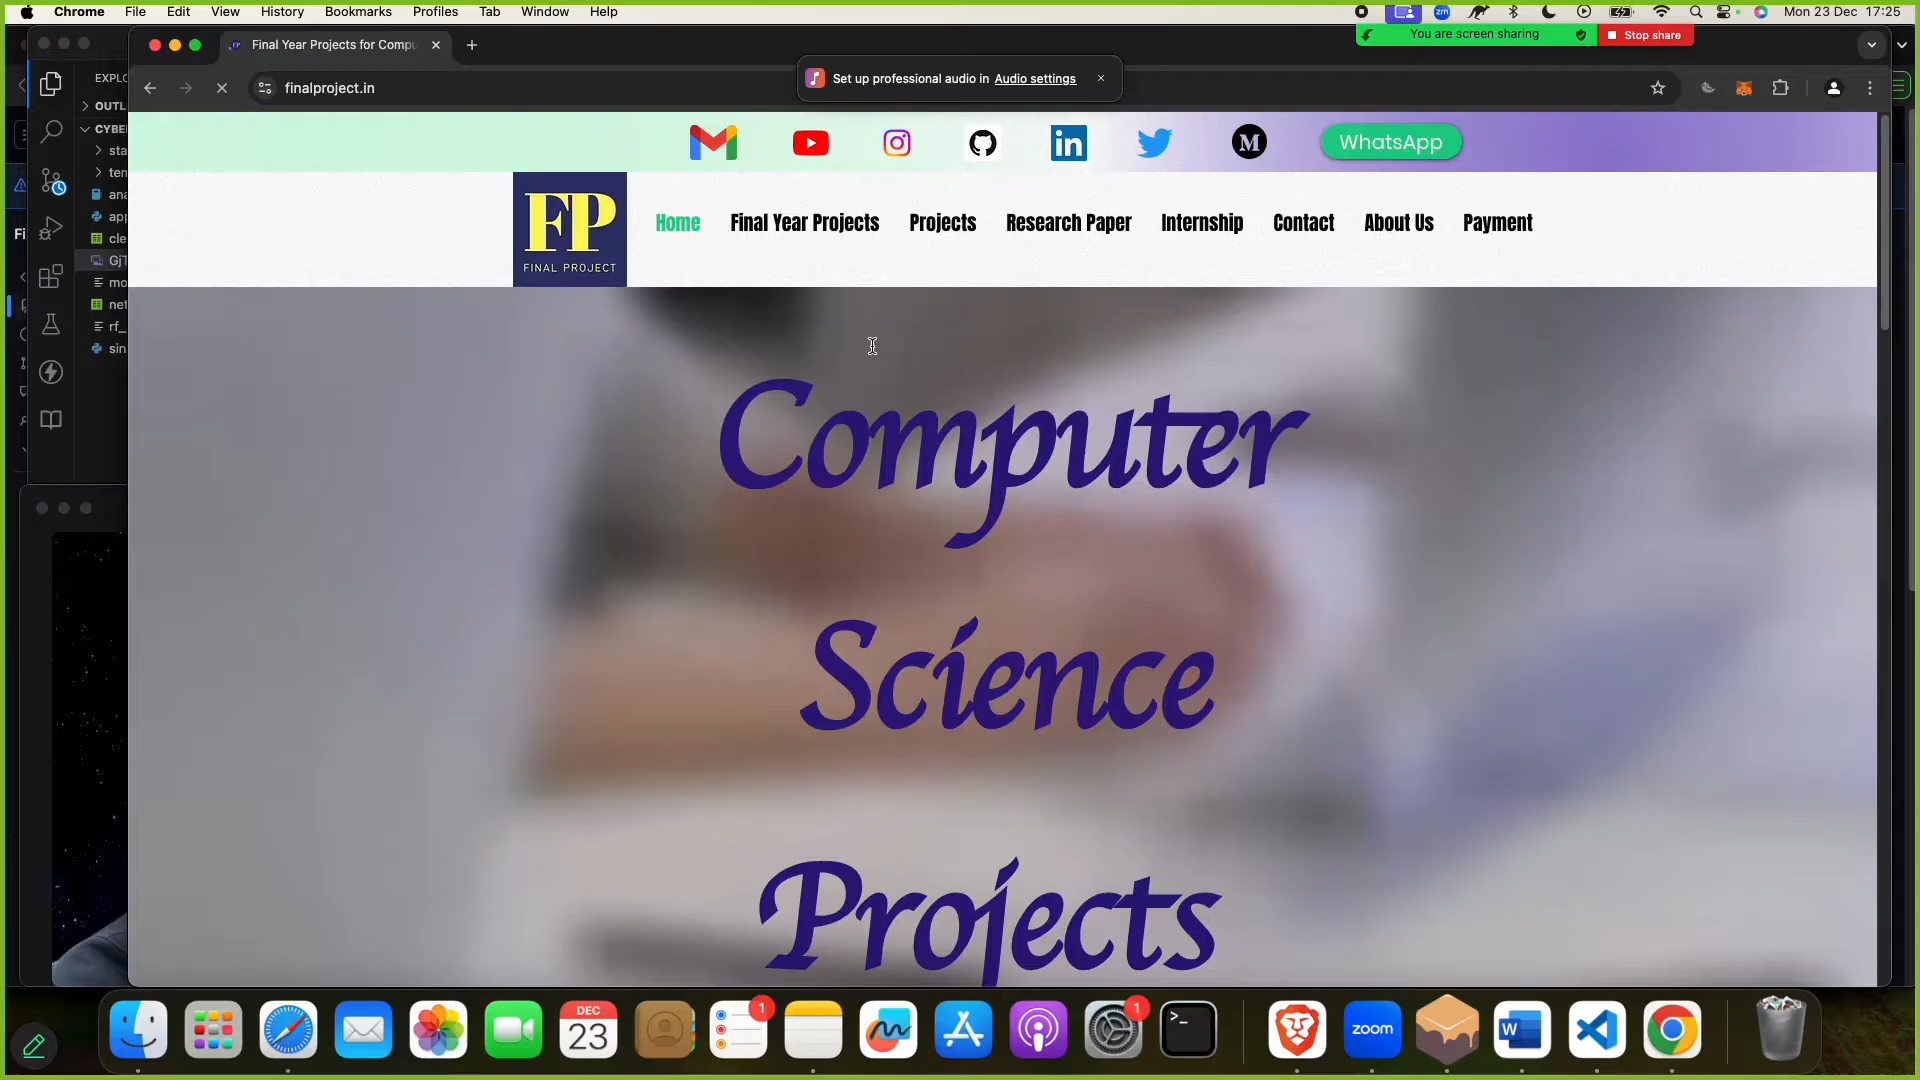 Chrome File Edit View History Bookmarks Profiles Tab Window Help
zm
Mon 23 Dec 17:25
You are screen sharing
Stop share
Final Year Projects for Compu
Set up professional audio in Audio settings
finalproject.in
EXPLO
OUTL
CYBE
sta
ana
app
cle
mo
net
rf_
sin
WhatsApp
FP
FINAL PROJECT
Home
Final Year Projects
Projects
Research Paper
Internship
Contact
About Us
Payment
Computer
Science
Projects
DEC
23
1
1
zoom
W